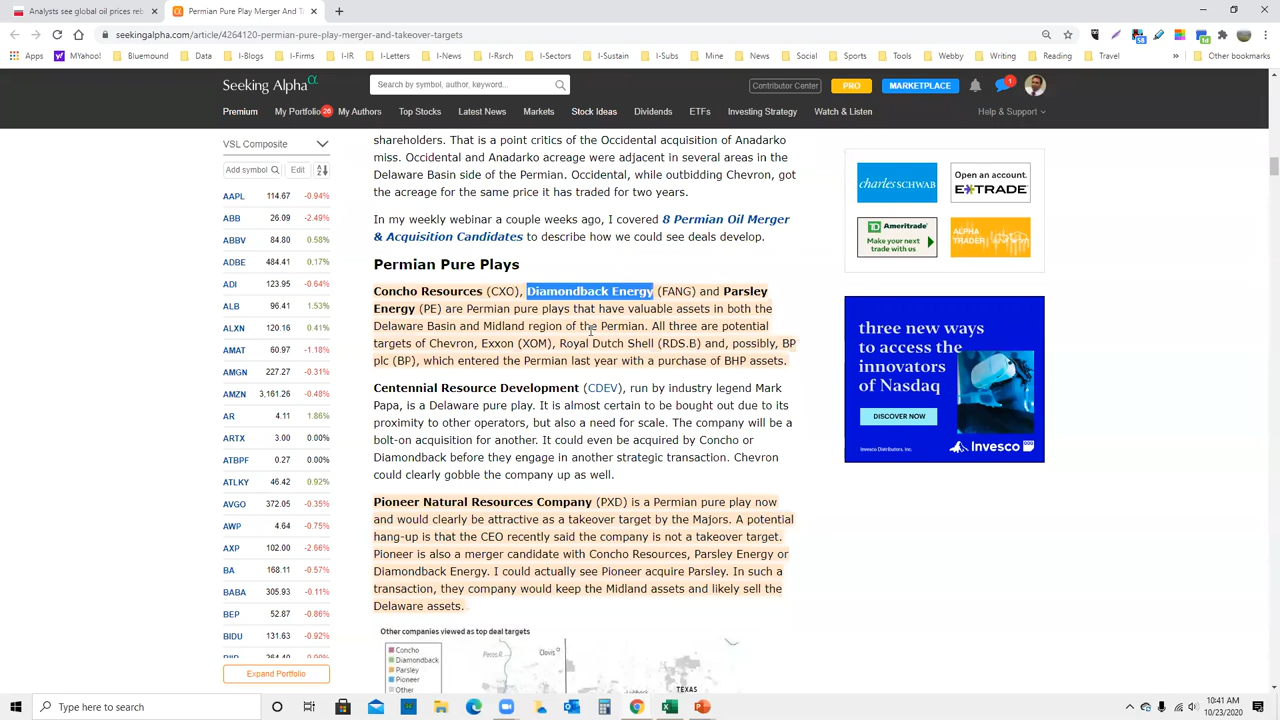 Analysts see global oil prices reb
Permian Pure Play Merger And Ta
seekingalpha.com/article/4264120-permian-pure-play-merger-and-takeover-targets
Apps
MYahoo!
Bluemound
Data
I-Blogs
I-Firms
I-IR
I-Letters
I-News
I-Rsrch
I-Sectors
I-Sustain
I-Subs
Mine
News
Social
Sports
Tools
Webby
Writing
Reading
Travel
Other bookmarks
Seeking Alpha α
Search by symbol, author, keyword...
Contributor Center
PRO
MARKETPLACE
1
Premium
My Portfolio 26
My Authors
Top Stocks
Latest News
Markets
Stock Ideas
Dividends
ETFs
Investing Strategy
Watch & Listen
Help & Support
VSL Composite
Add symbol
Edit
AAPL 114.67 -0.94%
ABB 26.09 -2.49%
ABBV 84.80 0.58%
ADBE 484.41 0.17%
ADI 123.95 -0.64%
ALB 96.41 1.53%
ALXN 120.16 0.41%
AMAT 60.97 -1.18%
AMGN 227.27 -0.31%
AMZN 3,161.26 -0.48%
AR 4.11 1.86%
ARTX 3.00 0.00%
ATBPF 0.27 0.00%
ATLKY 46.42 0.92%
AVGO 372.05 -0.35%
AWP 4.64 -0.75%
AXP 102.00 -2.66%
BA 168.11 -0.57%
BABA 305.93 -0.11%
BEP 52.87 -0.86%
BIDU 131.63 -0.92%
Expand Portfolio
shareholders. That is a point critics of the Occidental acquisition of Anadarko
miss. Occidental and Anadarko acreage were adjacent in several areas in the
Delaware Basin side of the Permian. Occidental, while outbidding Chevron, got
the acreage for the same price it has traded for two years.
In my weekly webinar a couple weeks ago, I covered 8 Permian Oil Merger
& Acquisition Candidates to describe how we could see deals develop.
Permian Pure Plays
Concho Resources (CXO), Diamondback Energy (FANG) and Parsley
Energy (PE) are Permian pure plays that have valuable assets in both the
Delaware Basin and Midland region of the Permian. All three are potential
targets of Chevron, Exxon (XOM), Royal Dutch Shell (RDS.B) and, possibly, BP
plc (BP), which entered the Permian last year with a purchase of BHP assets.
Centennial Resource Development (CDEV), run by industry legend Mark
Papa, is a Delaware pure play. It is almost certain to be bought out due to its
proximity to other operators, but also a need for scale. The company will be a
bolt-on acquisition for another. It could even be acquired by Concho or
Diamondback before they engage in another strategic transaction. Chevron
could clearly gobble the company up as well.
Pioneer Natural Resources Company (PXD) is a Permian pure play now
and would clearly be attractive as a takeover target by the Majors. A potential
hang-up is that the CEO recently said the company is not a takeover target.
Pioneer is also a merger candidate with Concho Resources, Parsley Energy or
Diamondback Energy. I could actually see Pioneer acquire Parsley. In such a
transaction, they company would keep the Midland assets and likely sell the
Delaware assets.
Other companies viewed as top deal targets
Concho
Diamondback
Parsley
Pioneer
Other
Pecos R.
Clovis
TEXAS
charles SCHWAB
Open an account.
E*TRADE
TD Ameritrade
Make your next
trade with us
ALPHA
TRADER
three new ways
to access the
innovators
of Nasdaq
DISCOVER NOW
Invesco Distributors, Inc.
Invesco QQQ
Type here to search
10:41 AM
10/23/2020